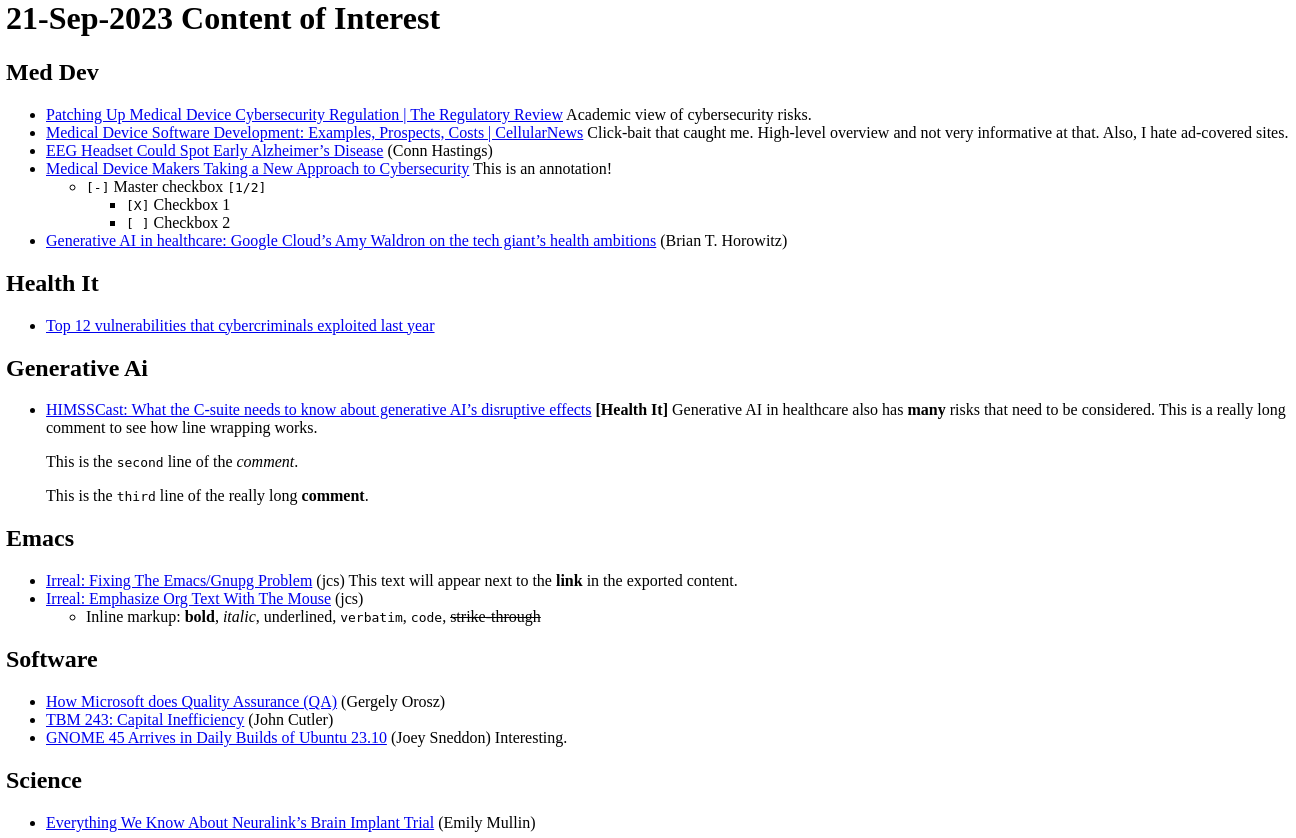 21-Sep-2023 Content of Interest
Med Dev
Patching Up Medical Device Cybersecurity Regulation | The Regulatory Review Academic view of cybersecurity risks.
Medical Device Software Development: Examples, Prospects, Costs | CellularNews Click-bait that caught me. High-level overview and not very informative at that. Also, I hate ad-covered sites.
EEG Headset Could Spot Early Alzheimer’s Disease (Conn Hastings)
Medical Device Makers Taking a New Approach to Cybersecurity This is an annotation!
[-] Master checkbox [1/2]
[X] Checkbox 1
[ ] Checkbox 2
Generative AI in healthcare: Google Cloud’s Amy Waldron on the tech giant’s health ambitions (Brian T. Horowitz)
Health It
Top 12 vulnerabilities that cybercriminals exploited last year
Generative Ai
HIMSSCast: What the C-suite needs to know about generative AI’s disruptive effects [Health It] Generative AI in healthcare also has many risks that need to be considered. This is a really long
comment to see how line wrapping works.
This is the second line of the comment.
This is the third line of the really long comment.
Emacs
Irreal: Fixing The Emacs/Gnupg Problem (jcs) This text will appear next to the link in the exported content.
Irreal: Emphasize Org Text With The Mouse (jcs)
Inline markup: bold, italic, underlined, verbatim, code, strike-through
Software
How Microsoft does Quality Assurance (QA) (Gergely Orosz)
TBM 243: Capital Inefficiency (John Cutler)
GNOME 45 Arrives in Daily Builds of Ubuntu 23.10 (Joey Sneddon) Interesting.
Science
Everything We Know About Neuralink’s Brain Implant Trial (Emily Mullin)